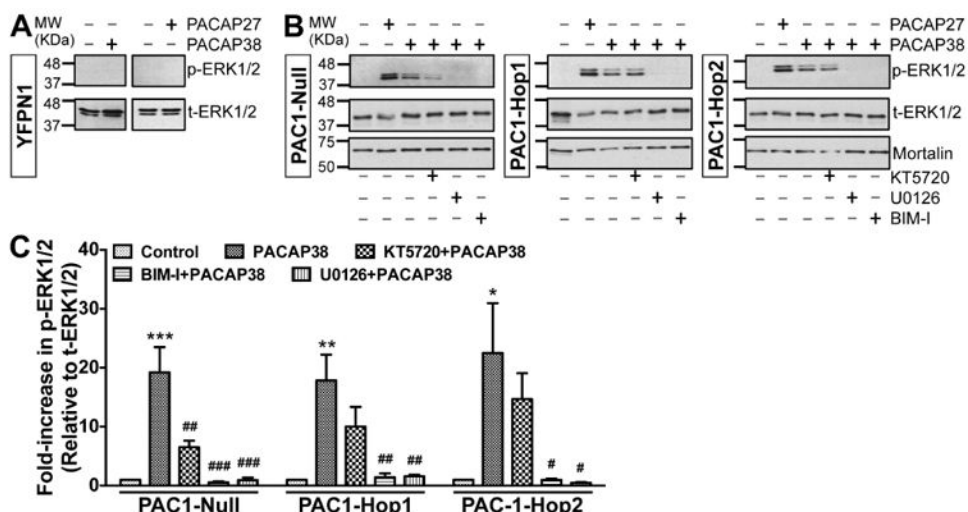 A
MW
(KDa)
– – – + PACAP27
– + – – PACAP38
YFPN1
48
37
p-ERK1/2
48
37
t-ERK1/2
B
MW
(KDa)
– + – – – – – + – – – – – + – – – – PACAP27
– – + + + + – – + + + + – – + + + + PACAP38
PAC1-Null
PAC1-Hop1
PAC1-Hop2
48
37
p-ERK1/2
48
37
t-ERK1/2
75
50
Mortalin
– – – + – – – – – + – – – – – + – – KT5720
– – – – + – – – – – + – – – – – + – U0126
– – – – – + – – – – – + – – – – – + BIM-I
C
Fold-increase in p-ERK1/2
(Relative to t-ERK1/2)
40
30
20
10
0
Control PACAP38 KT5720+PACAP38
BIM-I+PACAP38 U0126+PACAP38
*** ## ### ###
** ## ##
* # #
PAC1-Null PAC1-Hop1 PAC-1-Hop2